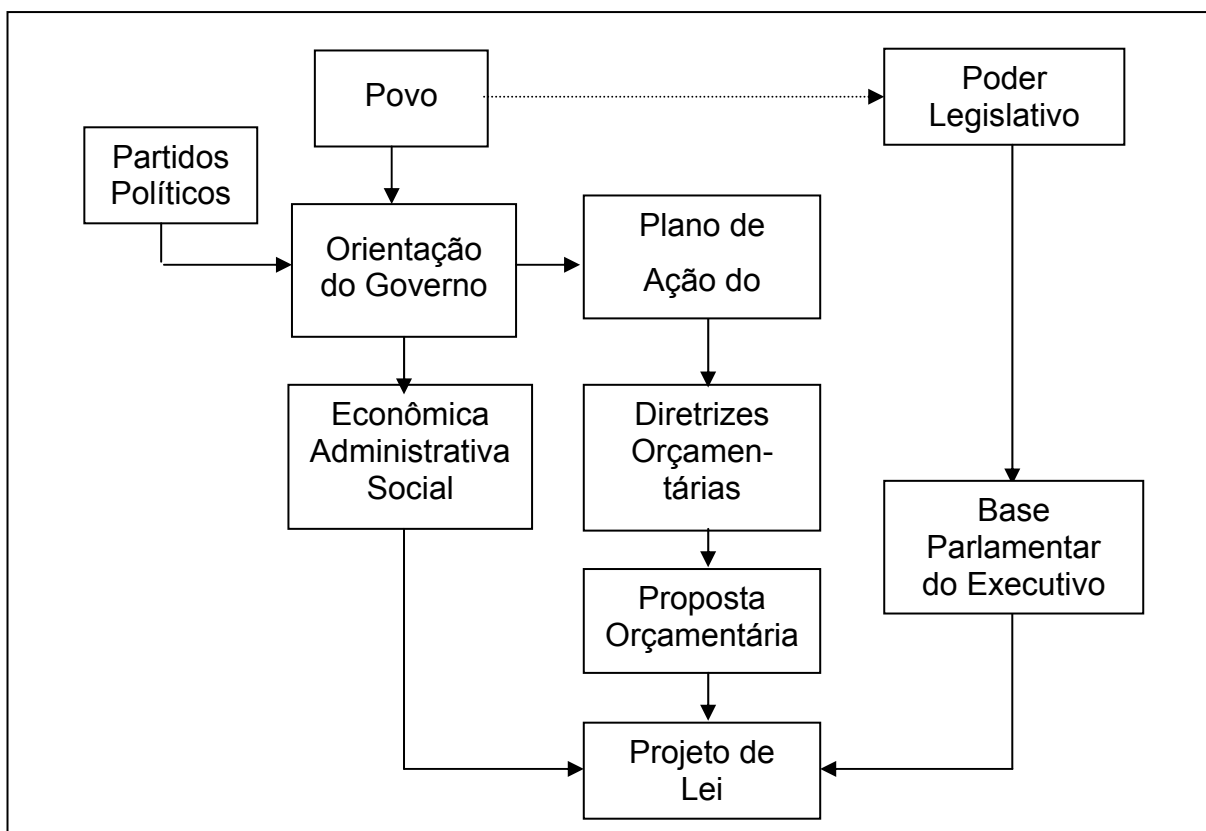 Povo
Poder
Legislativo
Partidos
Políticos
Orientação
do Governo
Plano de
Ação do
Econômica
Administrativa
Social
Diretrizes
Orçamen-
tárias
Base
Parlamentar
do Executivo
Proposta
Orçamentária
Projeto de
Lei